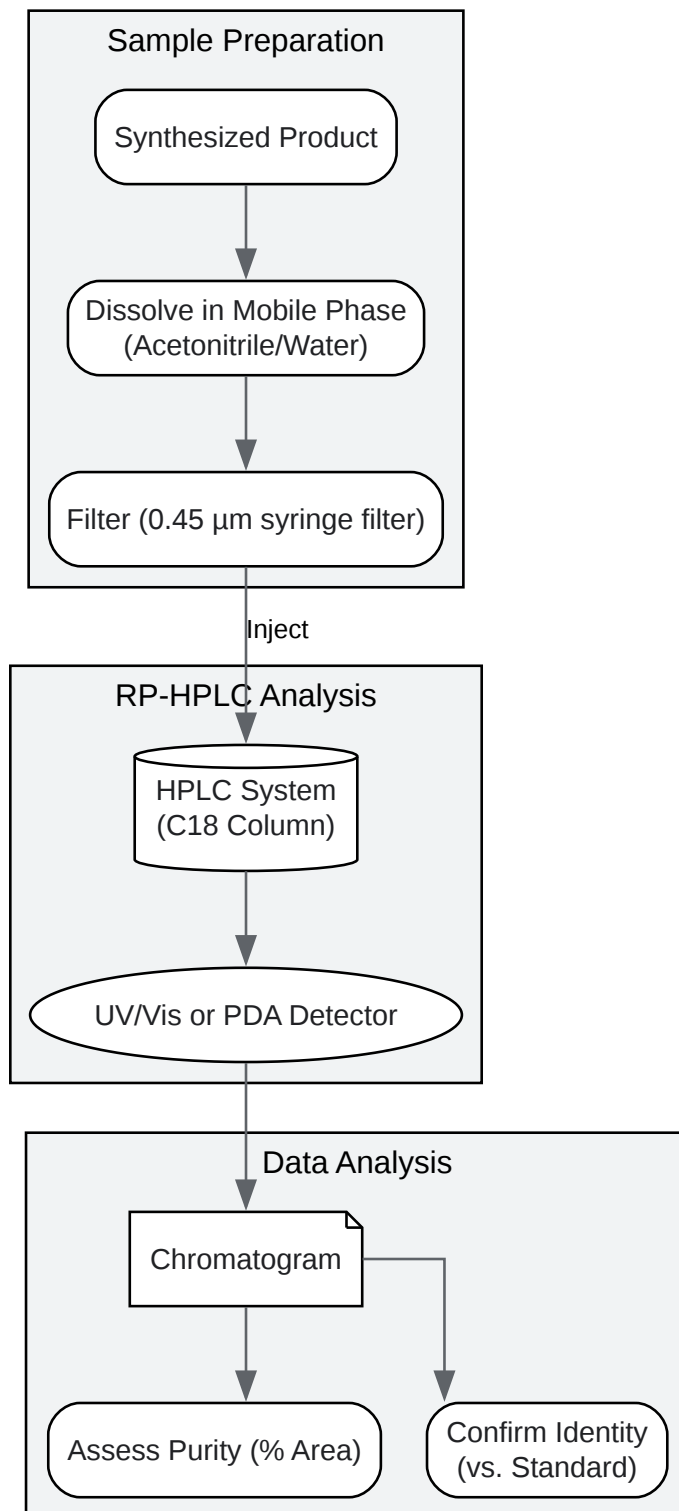 Sample Preparation
Synthesized Product
Dissolve in Mobile Phase
(Acetonitrile/Water)
Filter (0.45 µm syringe filter)
Inject
RP-HPLC Analysis
HPLC System
(C18 Column)
UV/Vis or PDA Detector
Data Analysis
Chromatogram
Assess Purity (% Area)
Confirm Identity
(vs. Standard)